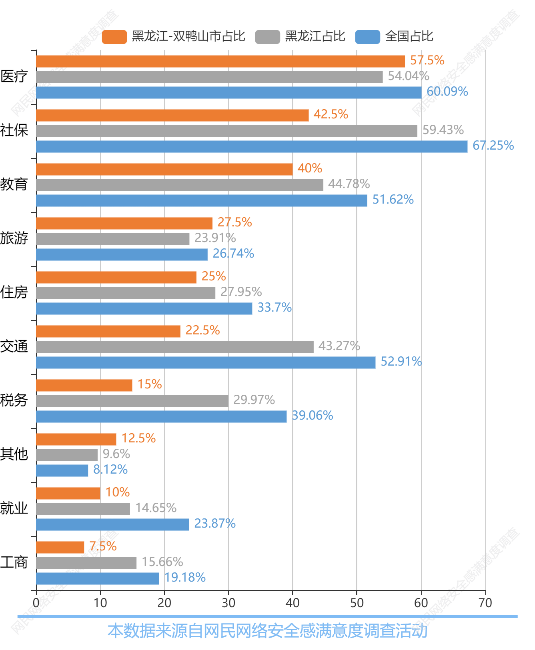 黑龙江-双鸭山市占比 黑龙江占比 全国占比
医疗 57.5% 54.04% 60.09%
社保 42.5% 59.43% 67.25%
教育 40% 44.78% 51.62%
旅游 27.5% 23.91% 26.74%
住房 25% 27.95% 33.7%
交通 22.5% 43.27% 52.91%
税务 15% 29.97% 39.06%
其他 12.5% 9.6% 8.12%
就业 10% 14.65% 23.87%
工商 7.5% 15.66% 19.18%
0 10 20 30 40 50 60 70
本数据来源自网民网络安全感满意度调查活动